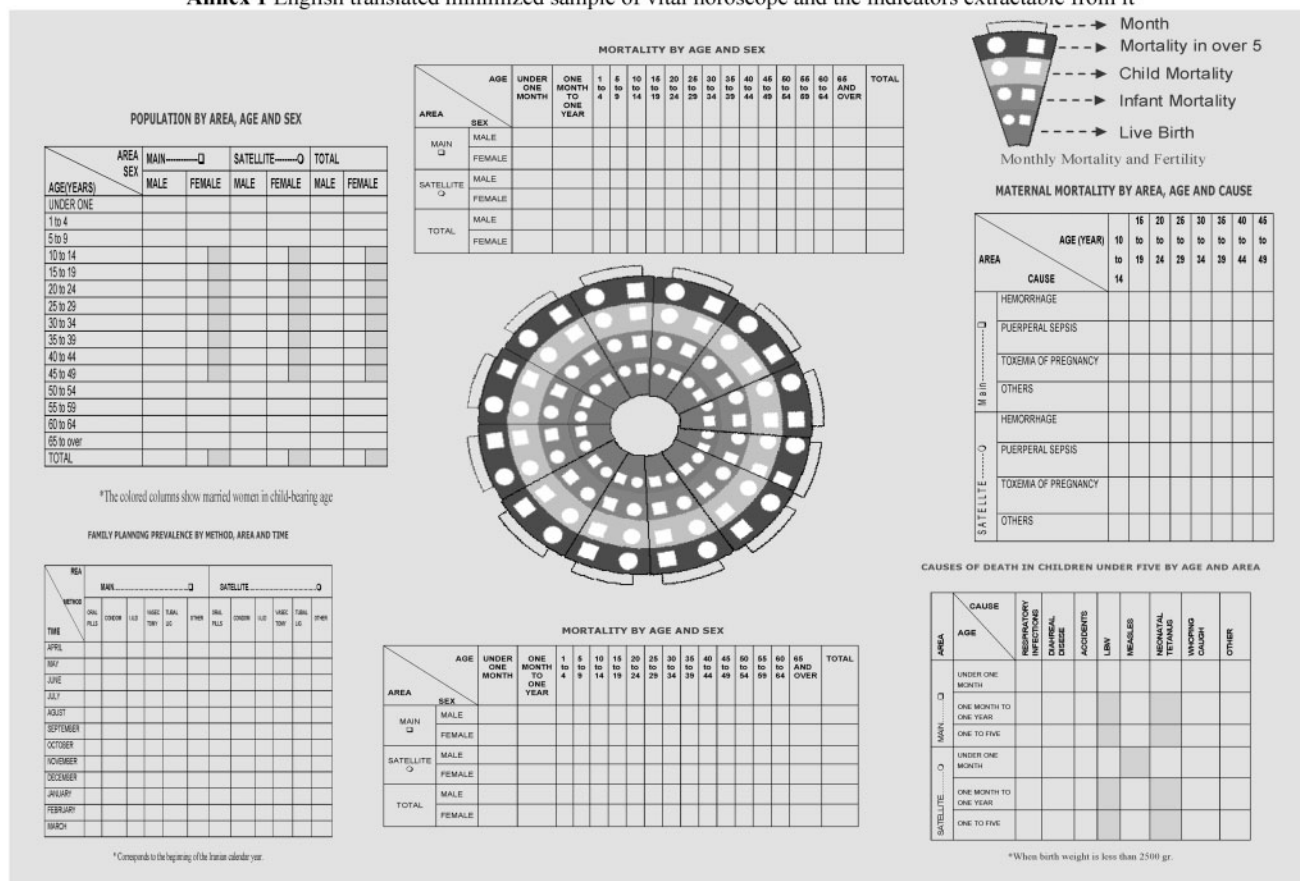 Annex 1 English translated minimized sample of vital horoscope and the indicators extractable from it
POPULATION BY AREA, AGE AND SEX
AREA MAIN SATELLITE TOTAL
SEX
AGE(YEARS) MALE FEMALE MALE FEMALE MALE FEMALE
UNDER ONE
1 to 4
5 to 9
10 to 14
15 to 19
20 to 24
25 to 29
30 to 34
35 to 39
40 to 44
45 to 49
50 to 54
55 to 59
60 to 64
65 to over
TOTAL
*The colored columns show married women in child-bearing age
FAMILY PLANNING PREVALENCE BY METHOD, AREA AND TIME
REA
MAIN SATELLITE
METHOD
ORAL PILLS CONDOM I.U.D VASEC TOMY TUBAL LIG OTHER ORAL PILLS CONDOM I.U.D VASEC TOMY TUBAL LIG OTHER
TIME
APRIL
MAY
JUNE
JULY
AGUST
SEPTEMBER
OCTOBER
NOVEMBER
DECEMBER
JANUARY
FEBRUARY
MARCH
*Corresponds to the beginning of the Iranian calendar year.
MORTALITY BY AGE AND SEX
AGE UNDER ONE MONTH ONE MONTH TO ONE YEAR 1 to 4 5 to 9 10 to 14 15 to 19 20 to 24 25 to 29 30 to 34 35 to 39 40 to 44 45 to 49 50 to 54 55 to 59 60 to 64 65 AND OVER TOTAL
AREA
SEX
MAIN MALE
FEMALE
SATELLITE MALE
FEMALE
TOTAL MALE
FEMALE
MORTALITY BY AGE AND SEX
AGE UNDER ONE MONTH ONE MONTH TO ONE YEAR 1 to 4 5 to 9 10 to 14 15 to 19 20 to 24 25 to 29 30 to 34 35 to 39 40 to 44 45 to 49 50 to 54 55 to 59 60 to 64 65 AND OVER TOTAL
AREA
SEX
MAIN MALE
FEMALE
SATELLITE MALE
FEMALE
TOTAL MALE
FEMALE
Month
Mortality in over 5
Child Mortality
Infant Mortality
Live Birth
Monthly Mortality and Fertility
MATERNAL MORTALITY BY AREA, AGE AND CAUSE
AGE (YEAR) 10 to 14 15 to 19 20 to 24 25 to 29 30 to 34 35 to 39 40 to 44 45 to 49
AREA
CAUSE
Main
HEMORRHAGE
PUERPERAL SEPSIS
TOXEMIA OF PREGNANCY
OTHERS
SATELLTE
HEMORRHAGE
PUERPERAL SEPSIS
TOXEMIA OF PREGNANCY
OTHERS
CAUSES OF DEATH IN CHILDREN UNDER FIVE BY AGE AND AREA
AREA
CAUSE
AGE
RESPIRATORY INFECTIONS DIAHREAL DISESE ACCIDENTS LBW MEASLES NEONATAL TETANUS WHOPING CAUGH OTHER
MAIN
UNDER ONE MONTH
ONE MONTH TO ONE YEAR
ONE TO FIVE
SATELLITE
UNDER ONE MONTH
ONE MONTH TO ONE YEAR
ONE TO FIVE
*When birth weight is less than 2500 gr.